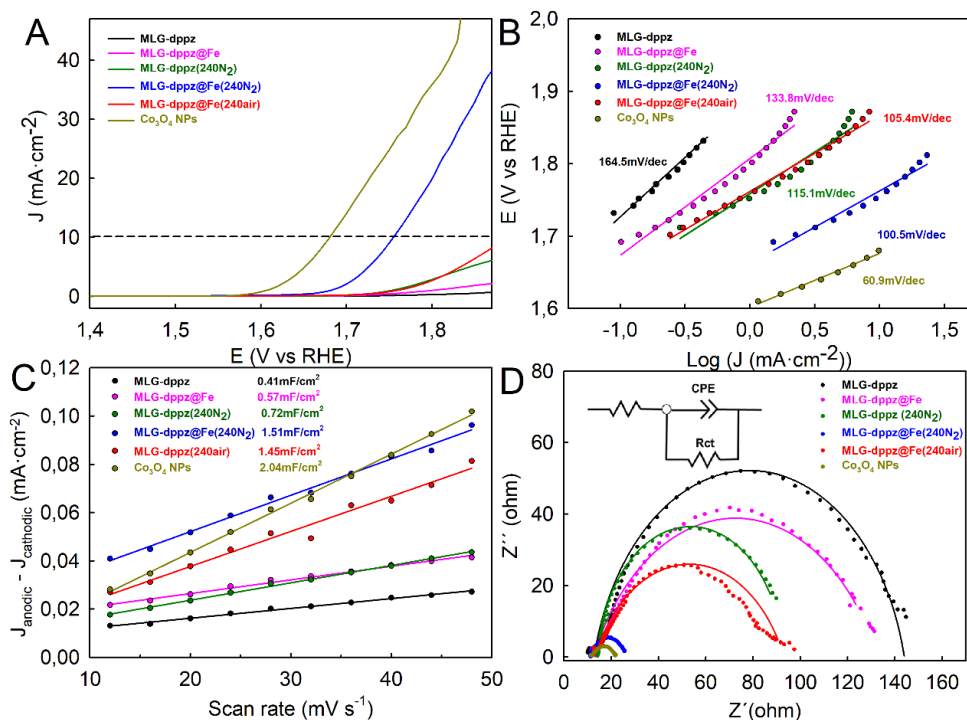 A
MLG-dppz
MLG-dppz@Fe
MLG-dppz(240N2)
MLG-dppz@Fe(240N2)
MLG-dppz@Fe(240air)
Co3O4 NPs
J (mA·cm-2)
40
30
20
10
0
1,4
1,5
1,6
1,7
1,8
E (V vs RHE)
B
MLG-dppz
MLG-dppz@Fe
MLG-dppz(240N2)
MLG-dppz@Fe(240N2)
MLG-dppz@Fe(240air)
Co3O4 NPs
133.8mV/dec
105.4mV/dec
164.5mV/dec
115.1mV/dec
100.5mV/dec
60.9mV/dec
E (V vs RHE)
2,0
1,9
1,8
1,7
1,6
-1,0
-0,5
0,0
0,5
1,0
1,5
Log (J (mA·cm-2))
C
MLG-dppz 0.41mF/cm2
MLG-dppz@Fe 0.57mF/cm2
MLG-dppz(240N2) 0.72mF/cm2
MLG-dppz@Fe(240N2) 1.51mF/cm2
MLG-dppz(240air) 1.45mF/cm2
Co3O4 NPs 2.04mF/cm2
Janodic - Jcathodic (mA·cm-2)
0,12
0,10
0,08
0,06
0,04
0,02
0,00
10
20
30
40
50
Scan rate (mV s-1)
D
CPE
Rct
MLG-dppz
MLG-dppz@Fe
MLG-dppz (240N2)
MLG-dppz@Fe(240N2)
MLG-dppz@Fe(240air)
Co3O4 NPs
Z´´ (ohm)
80
60
40
20
0
0
20
40
60
80
100
120
140
160
Z´(ohm)